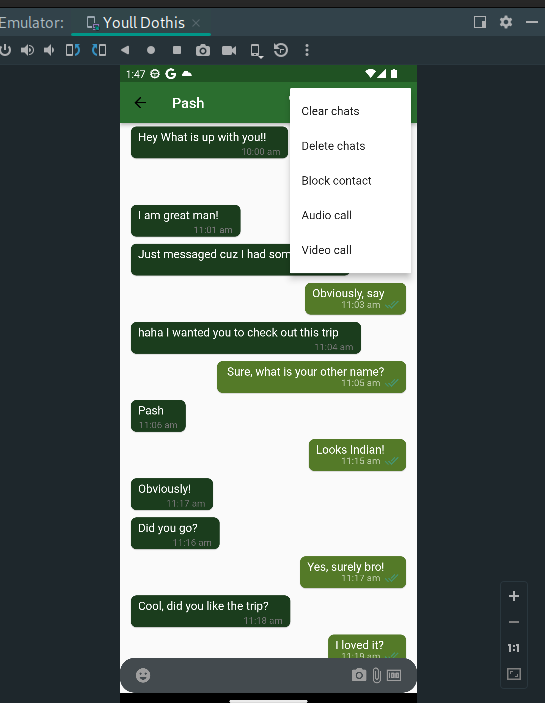 Emulator: Youll Dothis
1:47
Pash
Clear chats
Delete chats
Block contact
Audio call
Video call
Hey What is up with you!!
10:00 am
I am great man!
11:01 am
Just messaged cuz I had som
Obviously, say
11:03 am
haha I wanted you to check out this trip
11:04 am
Sure, what is your other name?
11:05 am
Pash
11:06 am
Looks Indian!
11:15 am
Obviously!
11:17 am
Did you go?
11:16 am
Yes, surely bro!
11:17 am
Cool, did you like the trip?
11:18 am
I loved it?
11:19 am
1:1